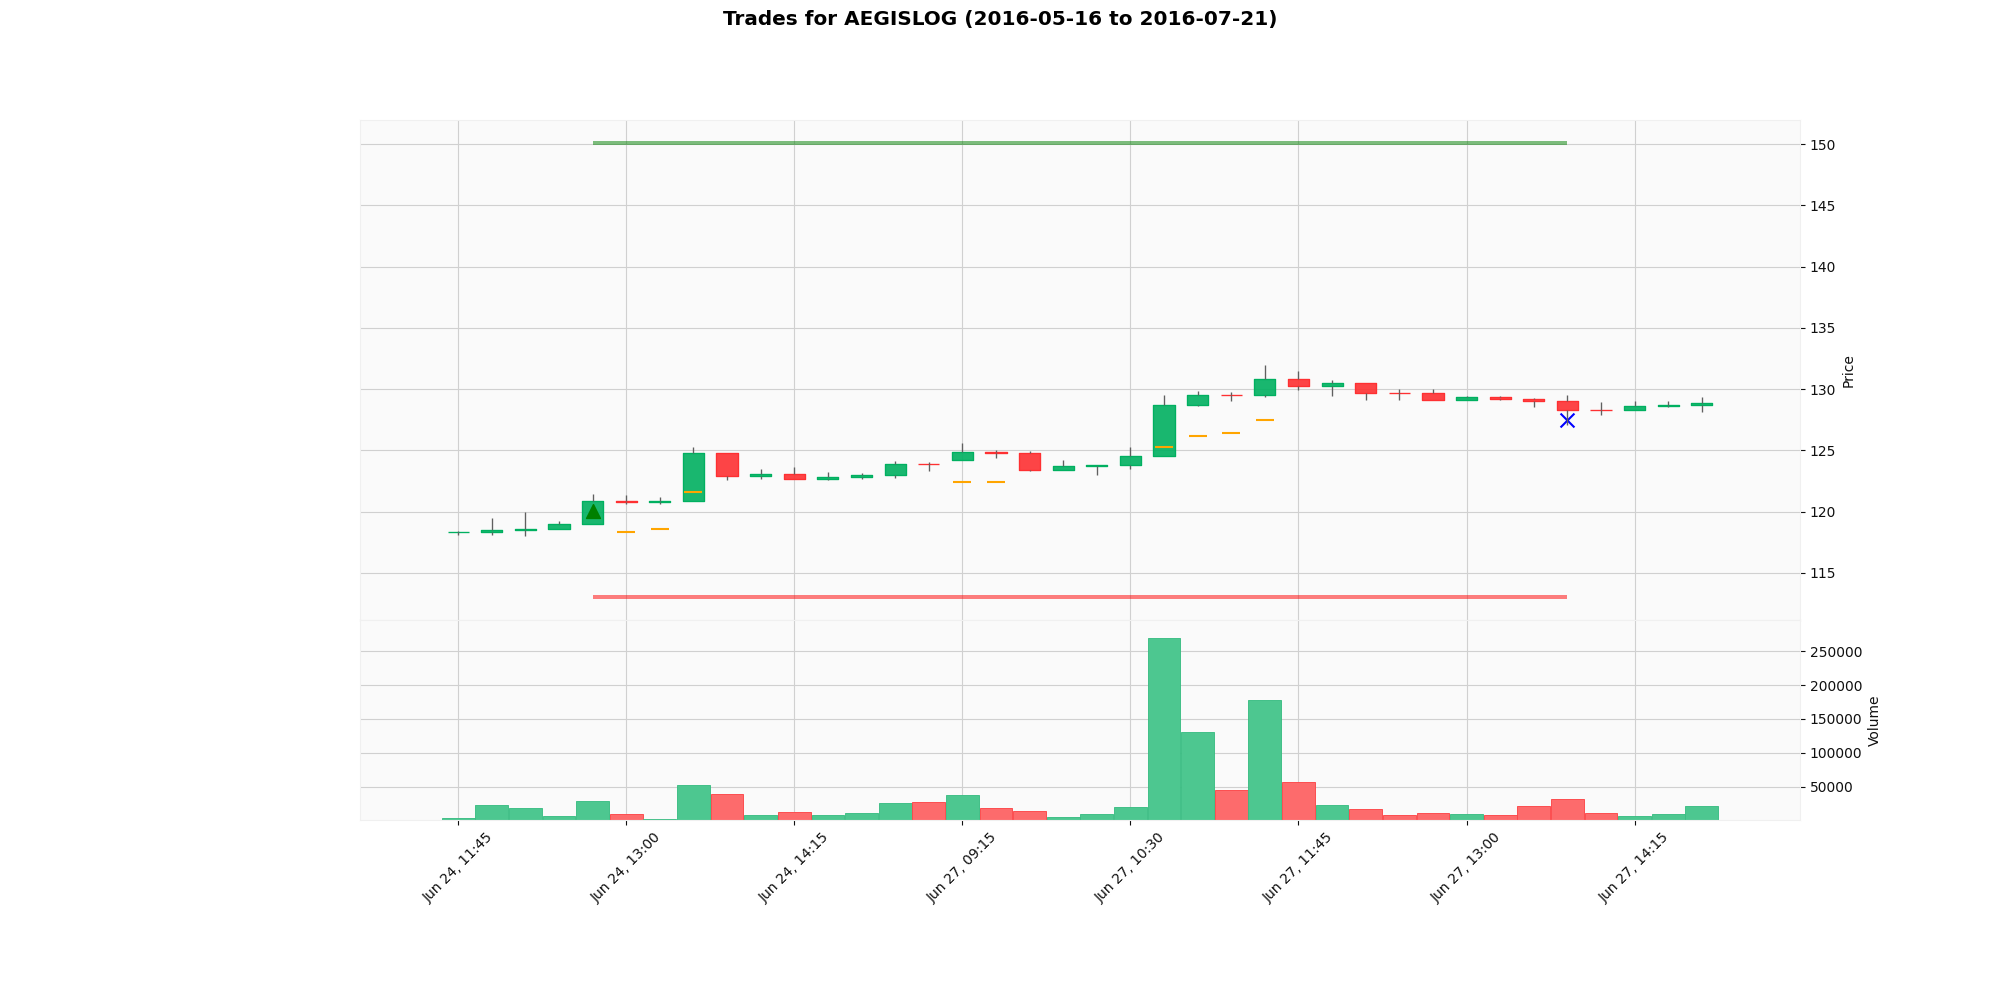 Trades for AEGISLOG (2016-05-16 to 2016-07-21)
150
145
140
135
130
125
120
115
Price
250000
200000
150000
100000
50000
Volume
Jun 24, 11:45
Jun 24, 13:00
Jun 24, 14:15
Jun 27, 09:15
Jun 27, 10:30
Jun 27, 11:45
Jun 27, 13:00
Jun 27, 14:15